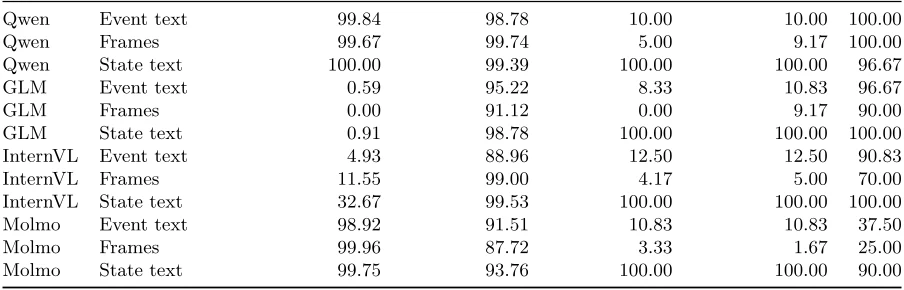 Qwen Event text 99.84 98.78 10.00 10.00 100.00
Qwen Frames 99.67 99.74 5.00 9.17 100.00
Qwen State text 100.00 99.39 100.00 100.00 96.67
GLM Event text 0.59 95.22 8.33 10.83 96.67
GLM Frames 0.00 91.12 0.00 9.17 90.00
GLM State text 0.91 98.78 100.00 100.00 100.00
InternVL Event text 4.93 88.96 12.50 12.50 90.83
InternVL Frames 11.55 99.00 4.17 5.00 70.00
InternVL State text 32.67 99.53 100.00 100.00 100.00
Molmo Event text 98.92 91.51 10.83 10.83 37.50
Molmo Frames 99.96 87.72 3.33 1.67 25.00
Molmo State text 99.75 93.76 100.00 100.00 90.00